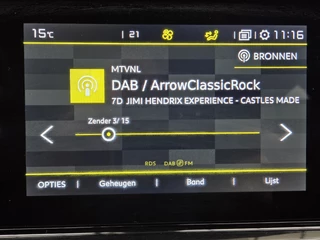 15°C 21 11:16
BRONNEN
MTVNL
DAB / ArrowClassicRock
7D JIMI HENDRIX EXPERIENCE - CASTLES MADE
Zender 3/ 15
RDS DAB FM
OPTIES Geheugen Band Lijst